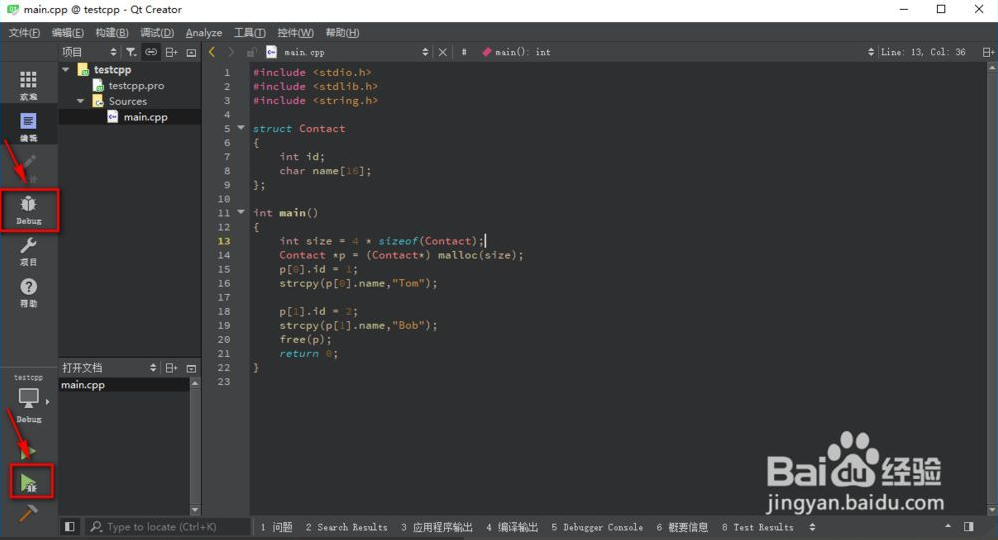 main.cpp @ testcpp - Qt Creator
文件(F) 编辑(E) 构建(B) 调试(D) Analyze 工具(T) 控件(W) 帮助(H)
项目
main.cpp
#
main(): int
Line: 13, Col: 36
欢迎
编辑
Debug
项目
帮助
testcpp
Debug
testcpp
testcpp.pro
Sources
main.cpp
打开文档
main.cpp
1 #include <stdio.h>
2 #include <stdlib.h>
3 #include <string.h>
4
5 struct Contact
6 {
7 int id;
8 char name[16];
9 };
10
11 int main()
12 {
13 int size = 4 * sizeof(Contact);
14 Contact *p = (Contact*) malloc(size);
15 p[0].id = 1;
16 strcpy(p[0].name,"Tom");
17
18 p[1].id = 2;
19 strcpy(p[1].name,"Bob");
20 free(p);
21 return 0;
22 }
23
Baidu 经验
jingyan.baidu.com
Type to locate (Ctrl+K)
1 问题 2 Search Results 3 应用程序输出 4 编译输出 5 Debugger Console 6 概要信息 8 Test Results